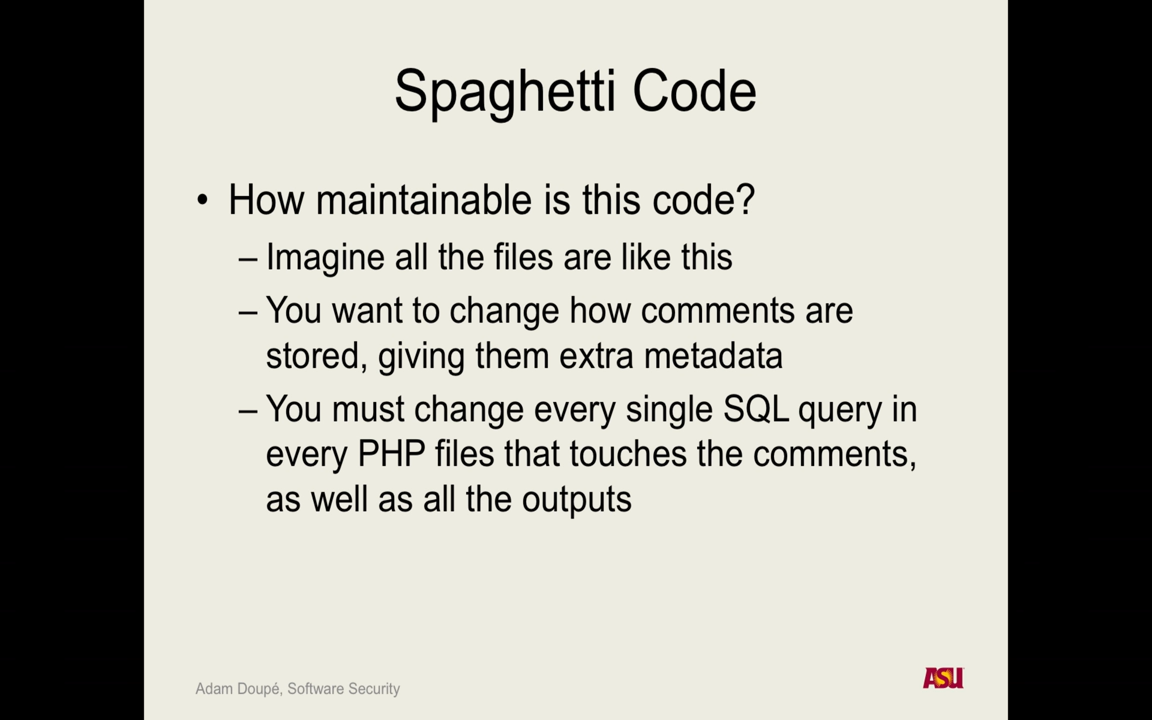 Spaghetti Code
• How maintainable is this code?
– Imagine all the files are like this
– You want to change how comments are
stored, giving them extra metadata
– You must change every single SQL query in
every PHP files that touches the comments,
as well as all the outputs
Adam Doupé, Software Security
ASU